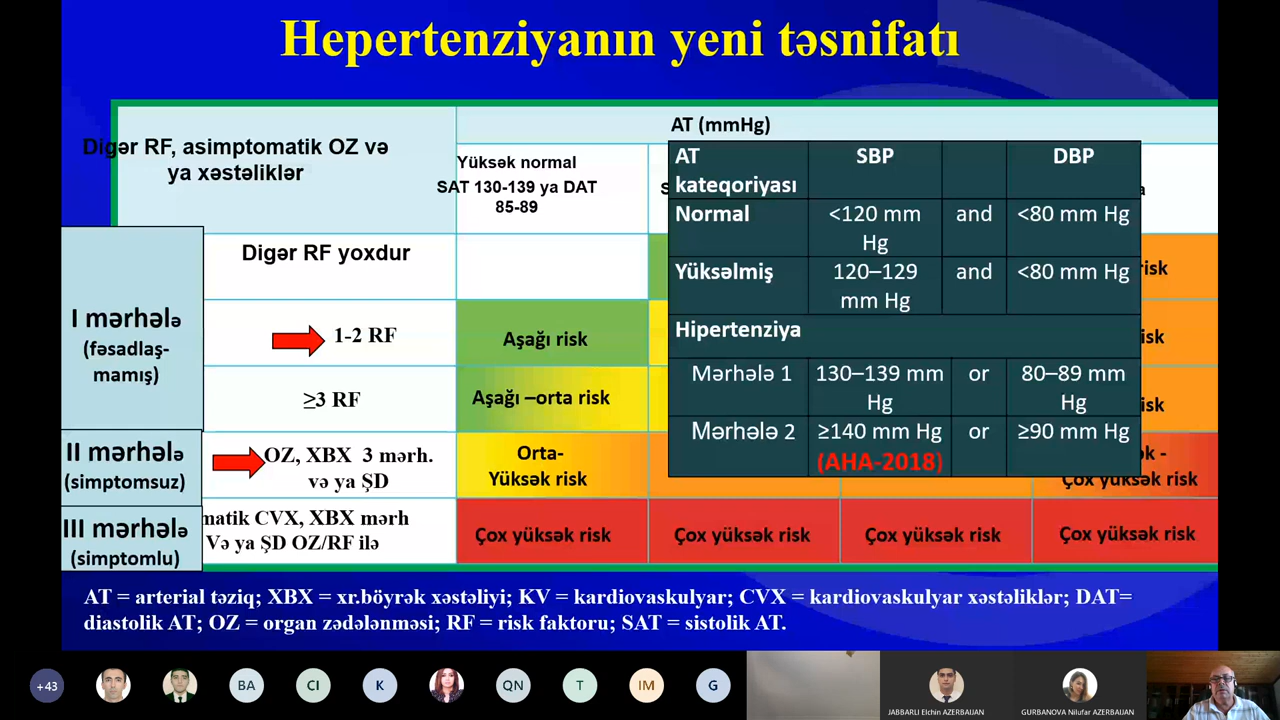 Hepertenziyanın yeni təsnifatı
Digər RF, asimptomatik OZ və
ya xəstəliklər
AT (mmHg)
Yüksək normal
SAT 130-139 ya DAT
85-89
AT
kateqoriyası
SBP
DBP
Normal
<120 mm
Hg
and
<80 mm Hg
Yüksəlmiş
120–129
mm Hg
and
<80 mm Hg
Hipertenziya
Mərhələ 1
130–139 mm
Hg
or
80–89 mm
Hg
Mərhələ 2
≥140 mm Hg
(AHA-2018)
or
≥90 mm Hg
I mərhələ
(fəsadlaş-
mamış)
Digər RF yoxdur
risk
1-2 RF
Aşağı risk
≥3 RF
Aşağı –orta risk
II mərhələ
(simptomsuz)
OZ, XBX 3 mərh.
və ya ŞD
Orta-
Yüksək risk
Çox yüksək risk
III mərhələ
(simptomlu)
matik CVX, XBX mərh
Və ya ŞD OZ/RF ilə
Çox yüksək risk
Çox yüksək risk
Çox yüksək risk
Çox yüksək risk
AT = arterial təziq; XBX = xr.böyrək xəstəliyi; KV = kardiovaskulyar; CVX = kardiovaskulyar xəstəliklər; DAT=
diastolik AT; OZ = organ zədələnməsi; RF = risk faktoru; SAT = sistolik AT.
+43
BA
CI
K
QN
T
IM
G
JABBARLI Elchin AZERBAIJAN
GURBANOVA Nilufar AZERBAIJAN